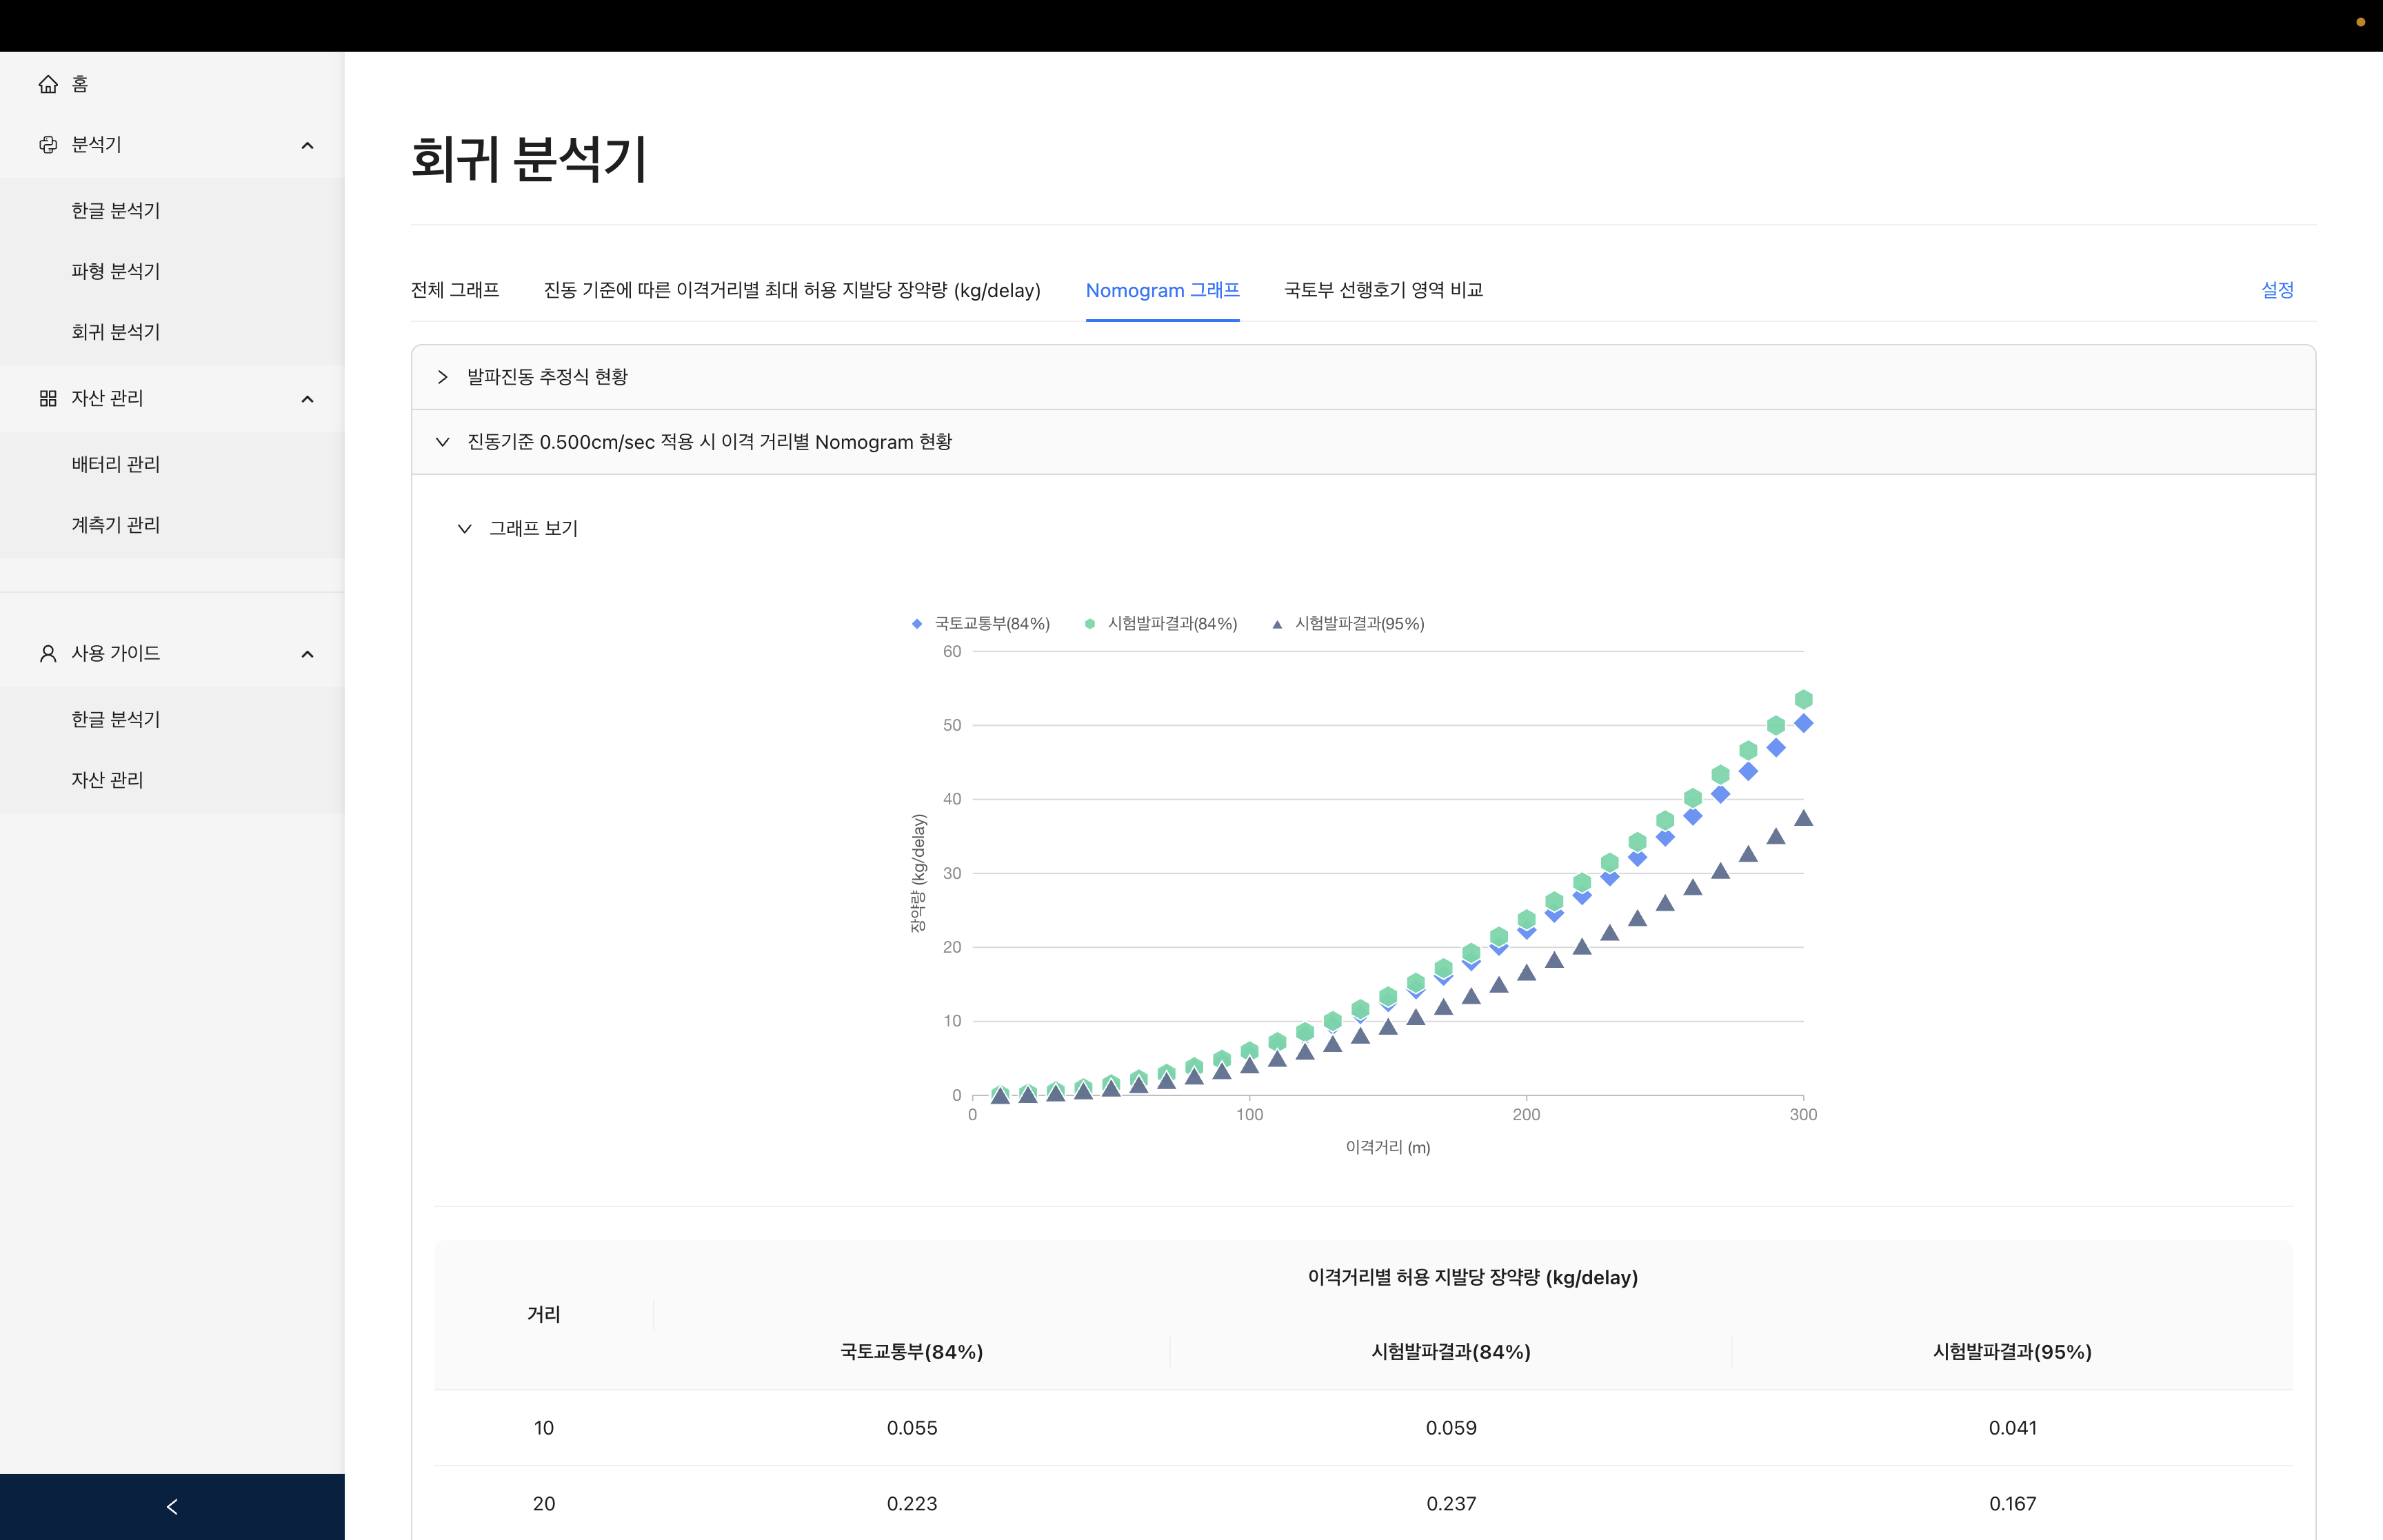 홈
분석기
한글 분석기
파형 분석기
회귀 분석기
자산 관리
배터리 관리
계측기 관리
사용 가이드
한글 분석기
자산 관리
회귀 분석기
전체 그래프 진동 기준에 따른 이격거리별 최대 허용 지발당 장약량 (kg/delay) Nomogram 그래프 국토부 선행호기 영역 비교 설정
발파진동 추정식 현황
진동기준 0.500cm/sec 적용 시 이격 거리별 Nomogram 현황
그래프 보기
국토교통부(84%) 시험발파결과(84%) 시험발파결과(95%)
60
50
40
30
20
10
0
장약량 (kg/delay)
0 100 200 300
이격거리 (m)
거리
이격거리별 허용 지발당 장약량 (kg/delay)
국토교통부(84%) 시험발파결과(84%) 시험발파결과(95%)
10 0.055 0.059 0.041
20 0.223 0.237 0.167